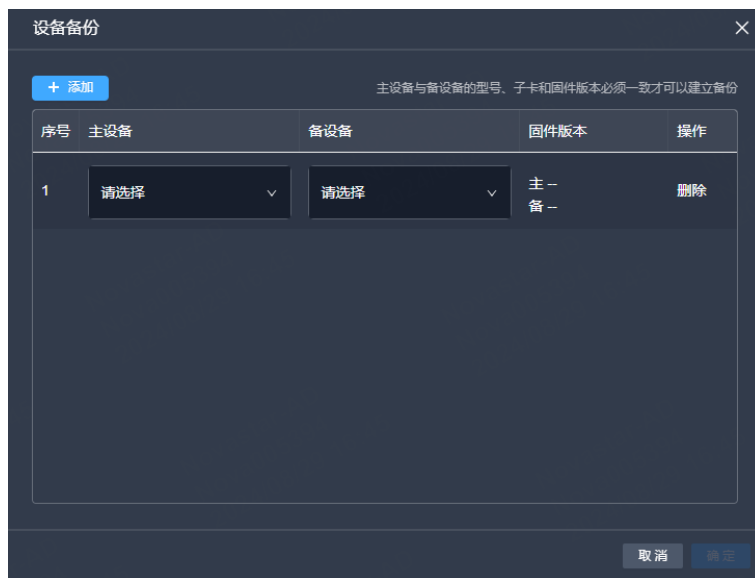 设备备份
+ 添加 主设备与备设备的型号、子卡和固件版本必须一致才可以建立备份
序号 主设备 备设备 固件版本 操作
1 请选择 请选择 主 -- 删除
备 --
取消 确定